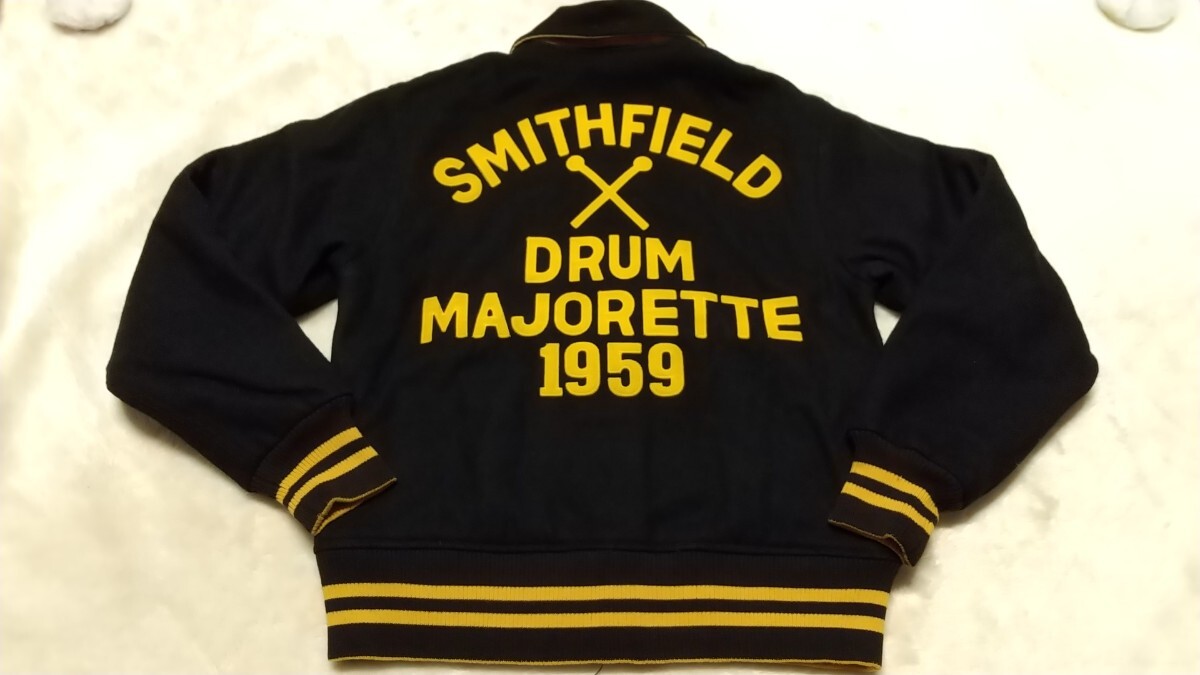 SMITHFIELD
DRUM
MAJORETTE
1959